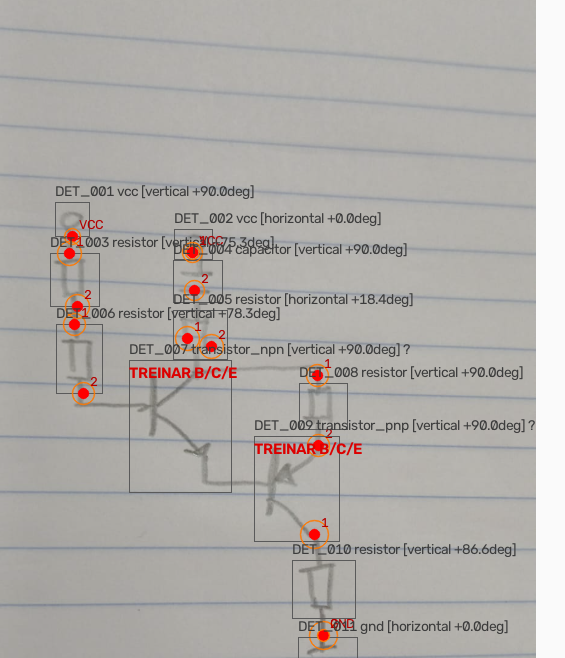 DET_001 vcc [vertical +90.0deg]
VCC
DET_002 vcc [horizontal +0.0deg]
DET_003 resistor [vertical +75.3deg]
1
DET_004 capacitor [vertical +90.0deg]
2
2
DET_005 resistor [horizontal +18.4deg]
DET_006 resistor [vertical +78.3deg]
1
1
2
DET_007 transistor_npn [vertical +90.0deg] ?
TREINAR B/C/E
1
DET_008 resistor [vertical +90.0deg]
2
DET_009 transistor_pnp [vertical +90.0deg] ?
2
TREINAR B/C/E
1
DET_010 resistor [vertical +86.6deg]
GND
DET_011 gnd [horizontal +0.0deg]